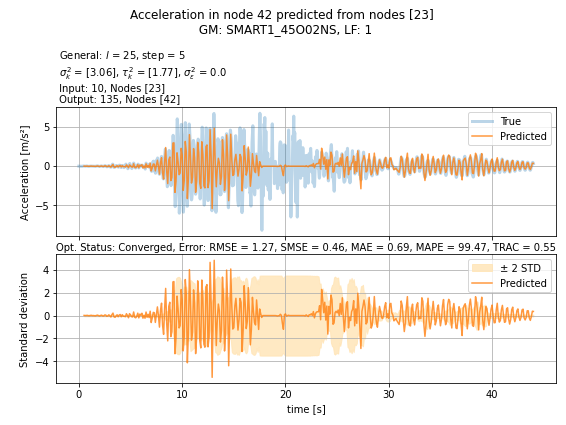 Acceleration in node 42 predicted from nodes [23]
GM: SMART1_45O02NS, LF: 1
General: l = 25, step = 5
σ²ₖ = [3.06], τ²ₖ = [1.77], σ²ε = 0.0
Input: 10, Nodes [23]
Output: 135, Nodes [42]
Acceleration [m/s²]
5
0
−5
True
Predicted
Opt. Status: Converged, Error: RMSE = 1.27, SMSE = 0.46, MAE = 0.69, MAPE = 99.47, TRAC = 0.55
Standard deviation
4
2
0
−2
−4
± 2 STD
Predicted
0 10 20 30 40
time [s]